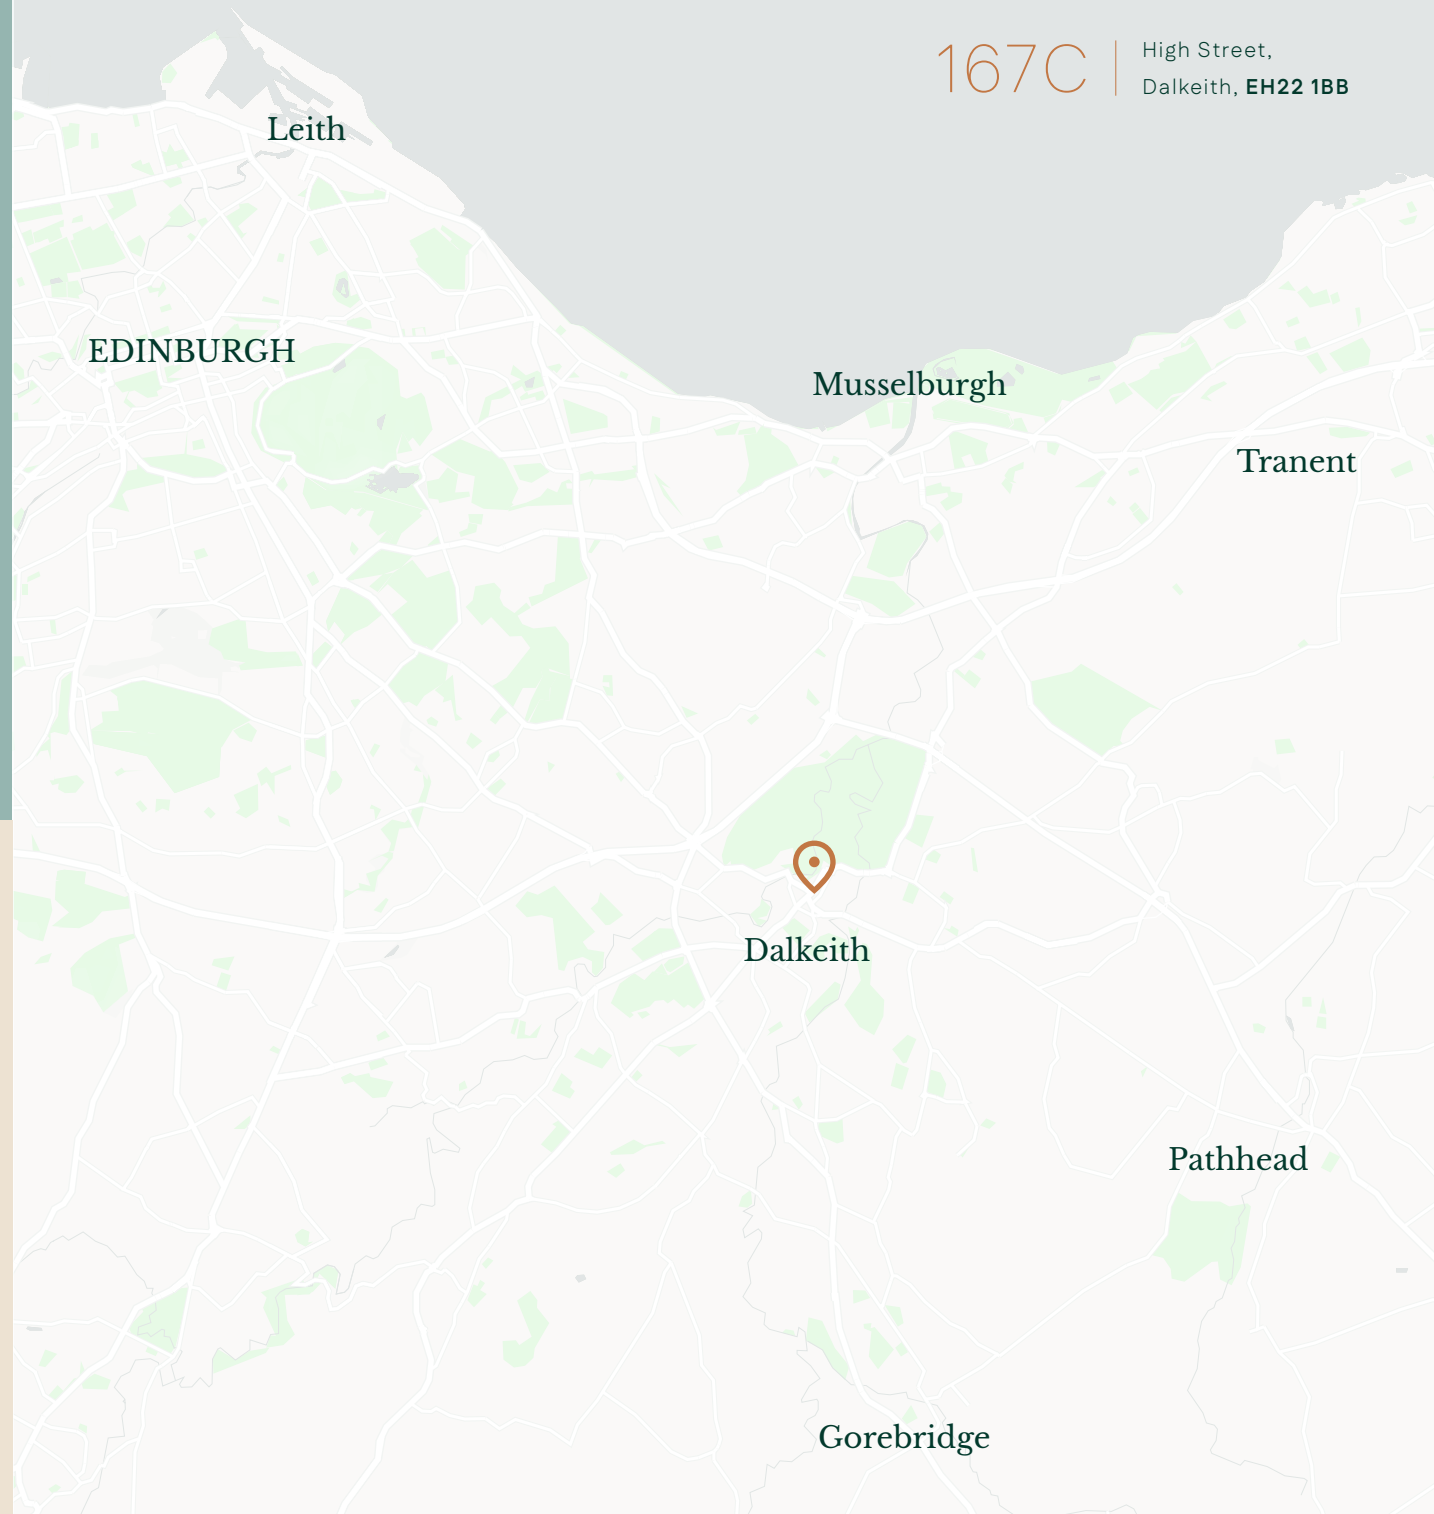 167C
High Street,
Dalkeith, EH22 1BB
Leith
EDINBURGH
Musselburgh
Tranent
Dalkeith
Pathhead
Gorebridge